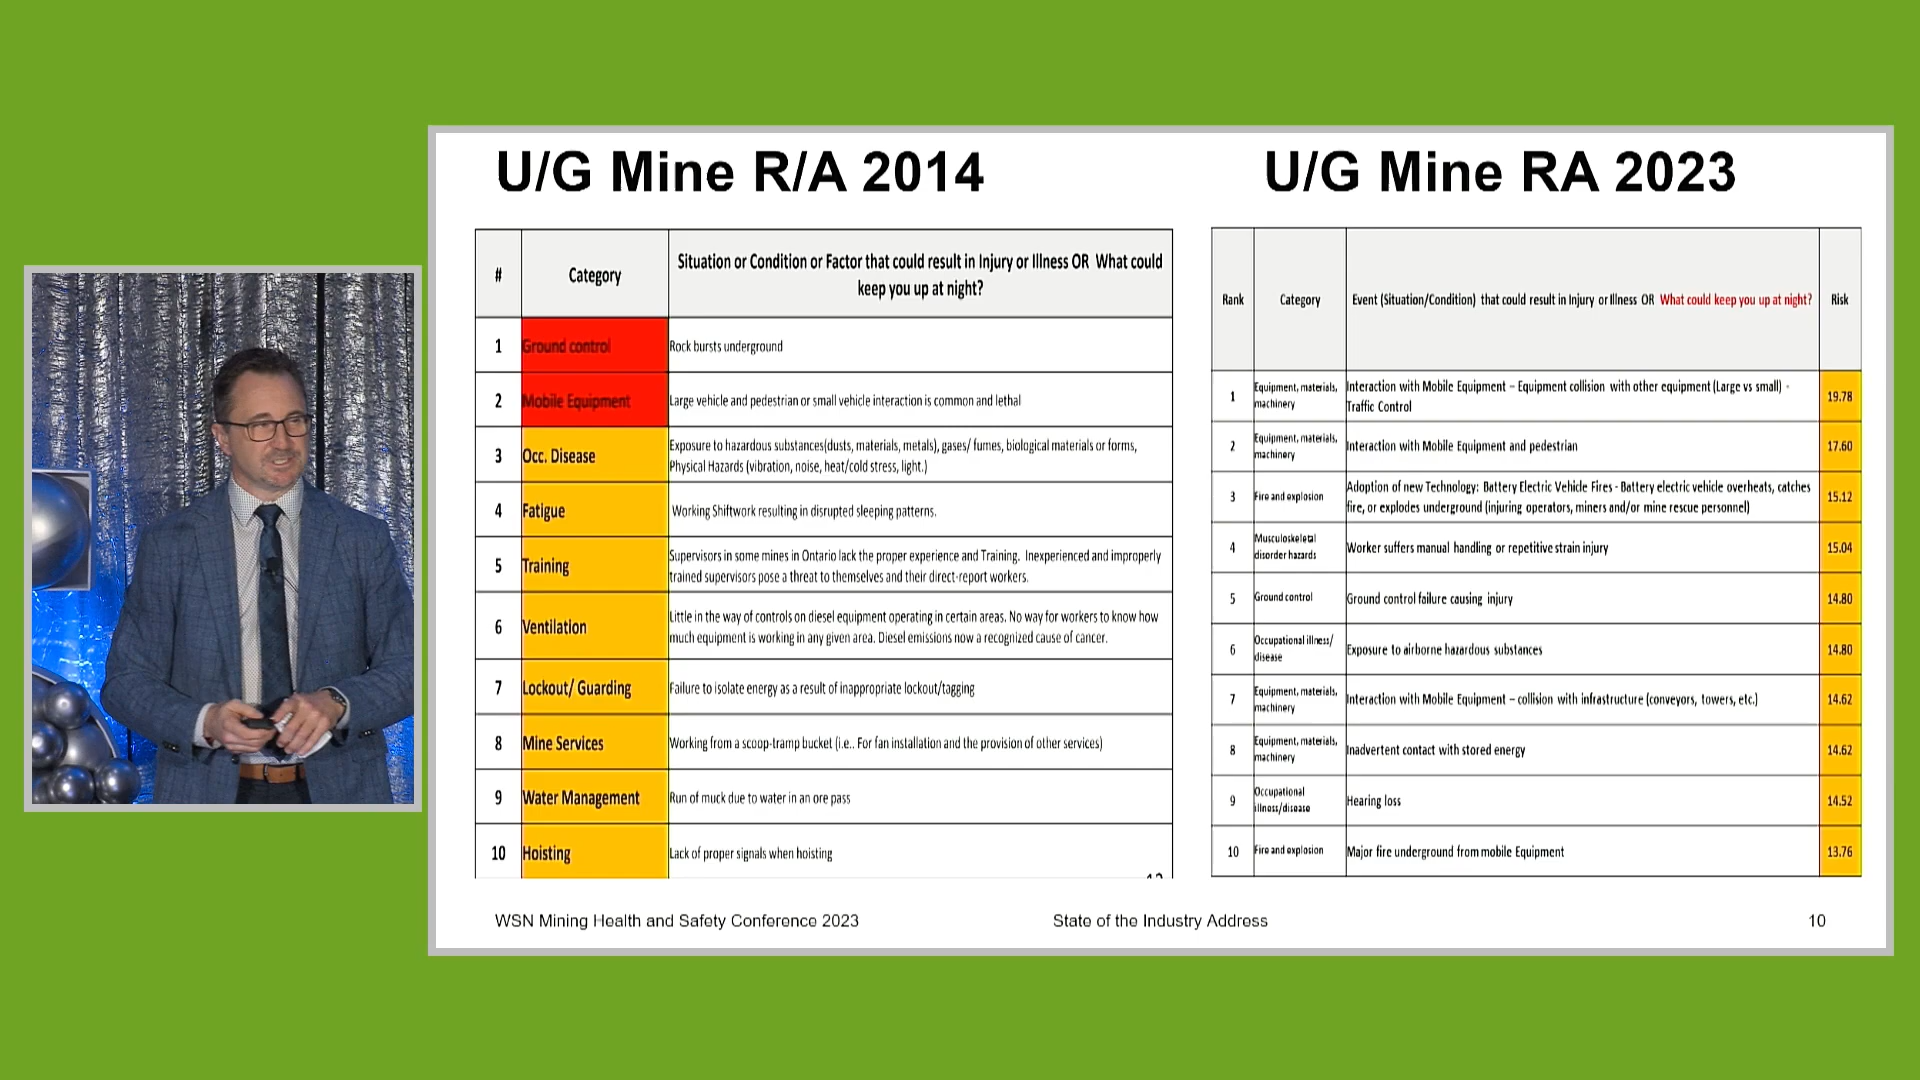 U/G Mine R/A 2014
#
Category
Situation or Condition or Factor that could result in Injury or Illness OR What could
keep you up at night?
1
Ground control
Rock bursts underground
2
Mobile Equipment
Large vehicle and pedestrian or small vehicle interaction is common and lethal
3
Occ. Disease
Exposure to hazardous substances(dusts, materials, metals), gases/ fumes, biological materials or forms,
Physical Hazards (vibration, noise, heat/cold stress, light.)
4
Fatigue
Working Shiftwork resulting in disrupted sleeping patterns.
5
Training
Supervisors in some mines in Ontario lack the proper experience and Training. Inexperienced and improperly
trained supervisors pose a threat to themselves and their direct-report workers.
6
Ventilation
Little in the way of controls on diesel equipment operating in certain areas. No way for workers to know how
much equipment is working in any given area. Diesel emissions now a recognized cause of cancer.
7
Lockout/ Guarding
Failure to isolate energy as a result of inappropriate lockout/tagging
8
Mine Services
Working from a scoop-tramp bucket (i.e.. For fan installation and the provision of other services)
9
Water Management
Run of muck due to water in an ore pass
10
Hoisting
Lack of proper signals when hoisting
U/G Mine RA 2023
Rank
Category
Event (Situation/Condition) that could result in Injury or Illness OR What could keep you up at night?
Risk
1
Equipment, materials,
machinery
Interaction with Mobile Equipment – Equipment collision with other equipment (Large vs small) -
Traffic Control
19.78
2
Equipment, materials,
machinery
Interaction with Mobile Equipment and pedestrian
17.60
3
Fire and explosion
Adoption of new Technology: Battery Electric Vehicle Fires - Battery electric vehicle overheats, catches
fire, or explodes underground (injuring operators, miners and/or mine rescue personnel)
15.12
4
Musculoskeletal
disorder hazards
Worker suffers manual handling or repetitive strain injury
15.04
5
Ground control
Ground control failure causing injury
14.80
6
Occupational illness/
disease
Exposure to airborne hazardous substances
14.80
7
Equipment, materials,
machinery
Interaction with Mobile Equipment – collision with infrastructure (conveyors, towers, etc.)
14.62
8
Equipment, materials,
machinery
Inadvertent contact with stored energy
14.62
9
Occupational
illness/disease
Hearing loss
14.52
10
Fire and explosion
Major fire underground from mobile Equipment
13.76
WSN Mining Health and Safety Conference 2023
State of the Industry Address
10